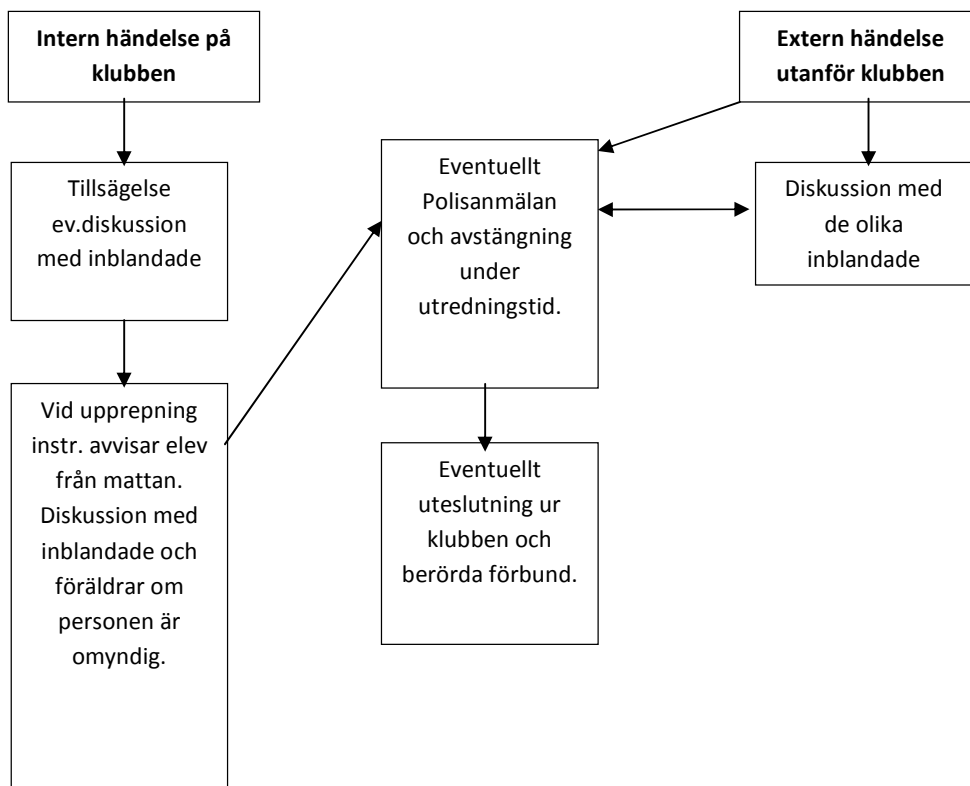 Intern händelse på
klubben
Tillsägelse
ev.diskussion
med inblandade
Vid upprepning
instr. avvisar elev
från mattan.
Diskussion med
inblandade och
föräldrar om
personen är
omyndig.
Eventuellt
Polisanmälan
och avstängning
under
utredningstid.
Eventuellt
uteslutning ur
klubben och
berörda förbund.
Extern händelse
utanför klubben
Diskussion med
de olika
inblandade